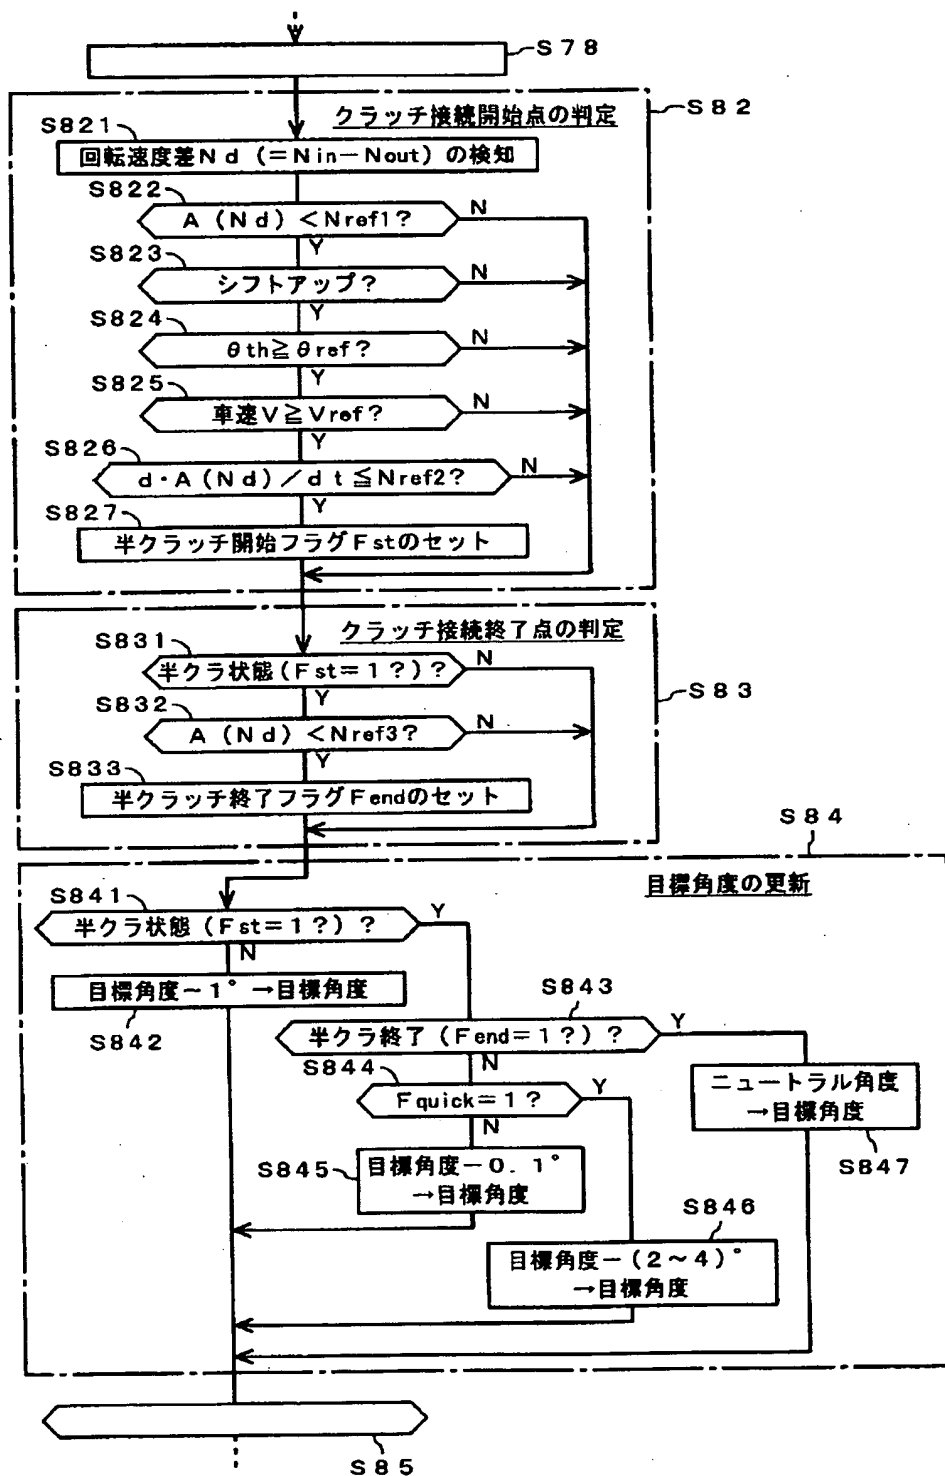 S78
S82
クラッチ接続開始点の判定
S821
回転速度差Nd(=Nin－Nout)の検知
S822
A(Nd)<Nref1?
N
Y
S823
シフトアップ?
N
Y
S824
θth≧θref?
N
Y
S825
車速V≧Vref?
N
Y
S826
d・A(Nd)／dt≦Nref2?
N
Y
S827
半クラッチ開始フラグFstのセット
S83
クラッチ接続終了点の判定
S831
半クラ状態(Fst=1?)?
N
Y
S832
A(Nd)<Nref3?
N
Y
S833
半クラッチ終了フラグFendのセット
S84
目標角度の更新
S841
半クラ状態(Fst=1?)?
Y
N
目標角度－1°→目標角度
S842
S843
半クラ終了(Fend=1?)?
Y
N
S844
Fquick=1?
Y
N
ニュートラル角度
→目標角度
S847
S845
目標角度－0.1°
→目標角度
S846
目標角度－(2～4)°
→目標角度
S85